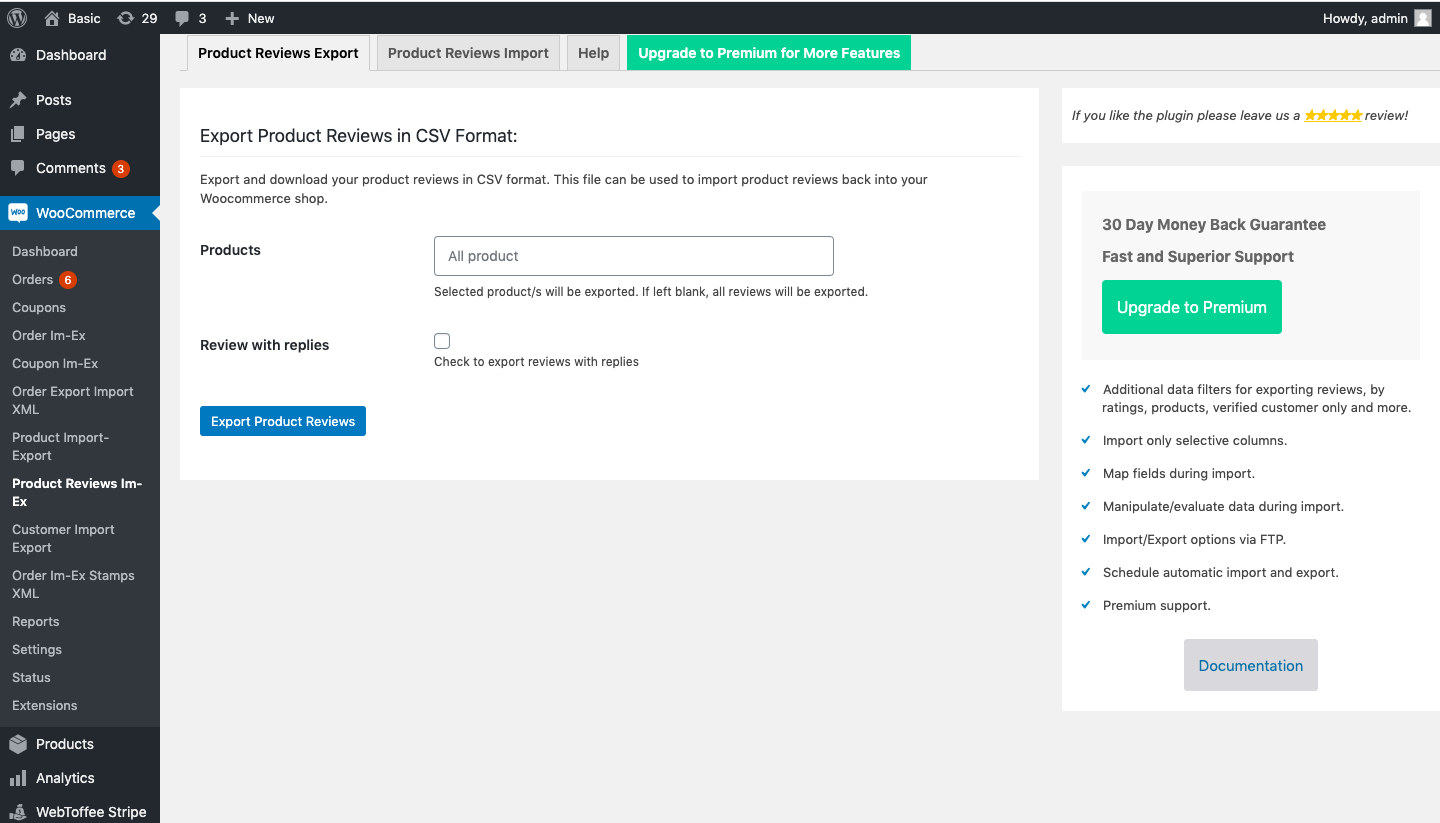 Basic 29 3 New Howdy, admin
Dashboard
Posts
Pages
Comments 3
WooCommerce
Dashboard
Orders 6
Coupons
Order Im-Ex
Coupon Im-Ex
Order Export Import
XML
Product Import-
Export
Product Reviews Im-
Ex
Customer Import
Export
Order Im-Ex Stamps
XML
Reports
Settings
Status
Extensions
Products
Analytics
WebToffee Stripe
Product Reviews Export Product Reviews Import Help Upgrade to Premium for More Features
Export Product Reviews in CSV Format:
Export and download your product reviews in CSV format. This file can be used to import product reviews back into your
Woocommerce shop.
Products All product
Selected product/s will be exported. If left blank, all reviews will be exported.
Review with replies
Check to export reviews with replies
Export Product Reviews
If you like the plugin please leave us a ★★★★★ review!
30 Day Money Back Guarantee
Fast and Superior Support
Upgrade to Premium
Additional data filters for exporting reviews, by
ratings, products, verified customer only and more.
Import only selective columns.
Map fields during import.
Manipulate/evaluate data during import.
Import/Export options via FTP.
Schedule automatic import and export.
Premium support.
Documentation